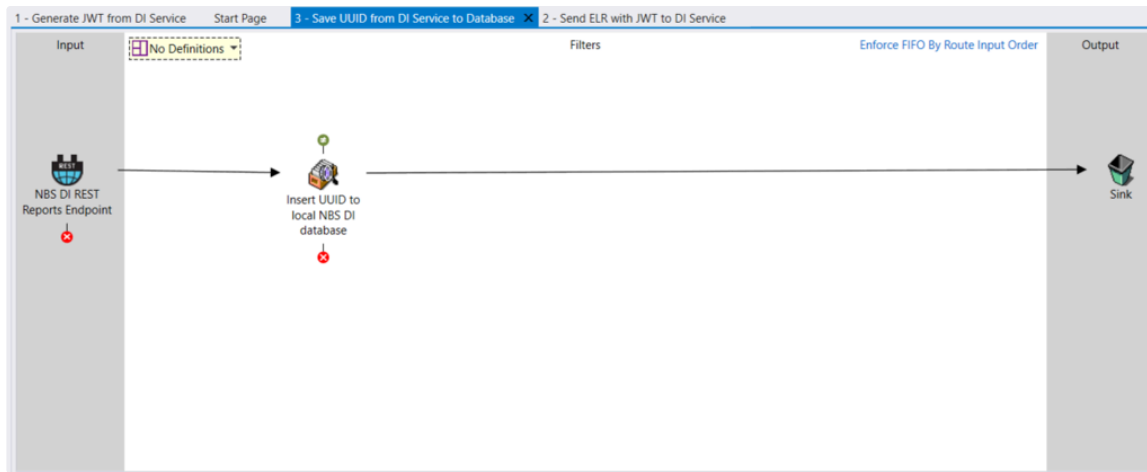 1 - Generate JWT from DI Service
Start Page
3 - Save UUID from DI Service to Database
2 - Send ELR with JWT to DI Service
Input
No Definitions
Filters
Enforce FIFO By Route Input Order
Output
REST
NBS DI REST
Reports Endpoint
Insert UUID to
local NBS DI
database
Sink